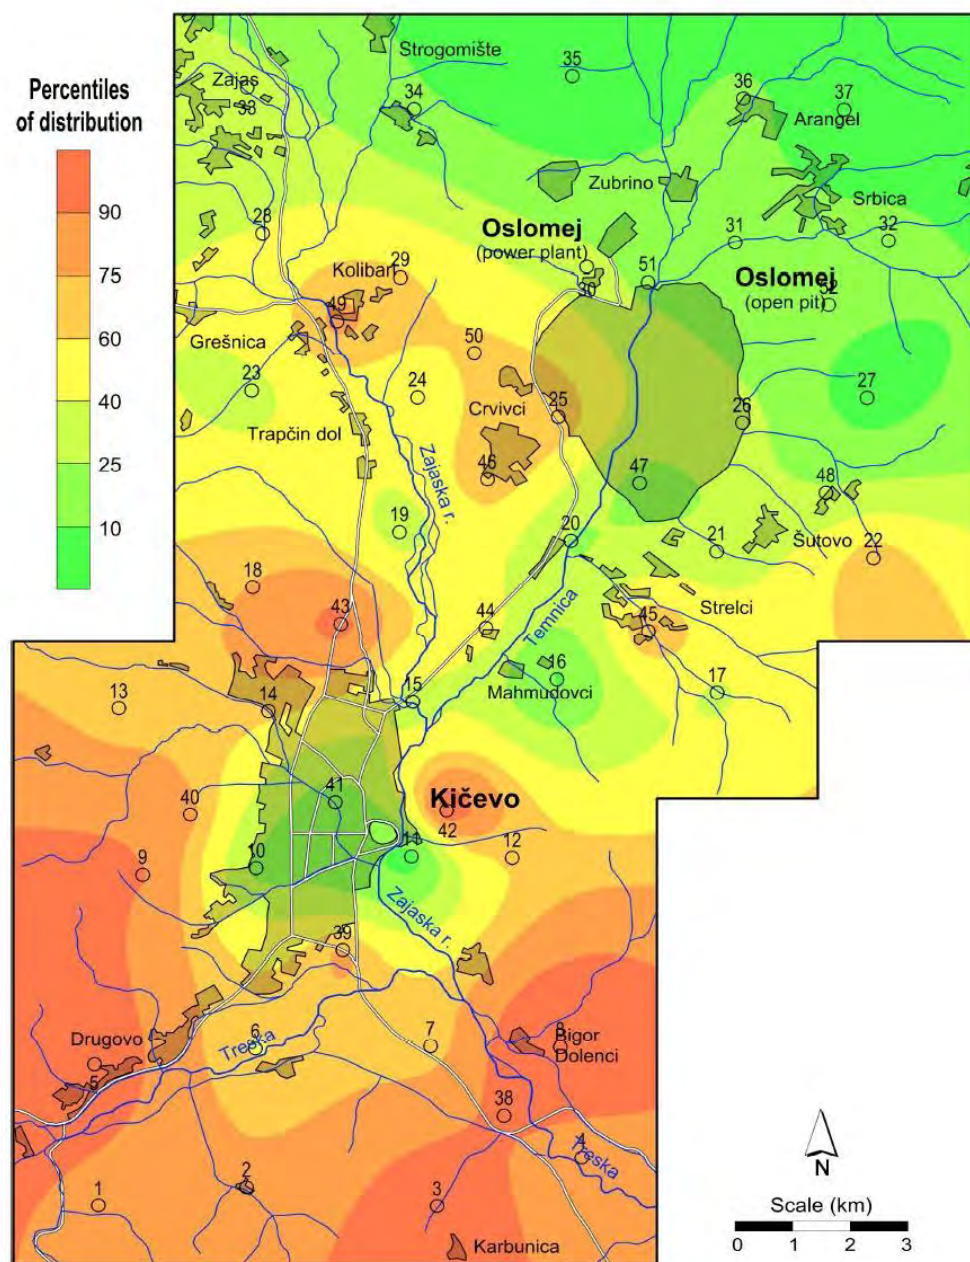 Percentiles
of distribution
90
75
60
40
25
10
Strogomište
35
Zajas
33
34
36
37
Arangel
Zubrino
Srbica
28
Oslomej
(power plant)
31
32
29
Kolibari
51
Oslomej
(open pit)
30
52
49
Grešnica
50
23
24
27
Crvivci
25
26
Trapčin dol
46
47
48
Zajaska r.
19
20
21
Šutovo
22
18
43
44
Temnica
45
Strelci
16
17
Mahmudovci
13
14
15
41
Kičevo
40
42
11
12
9
10
Zajaska r.
39
Drugovo
6
Treska
7
8
Bigor
Dolenci
5
38
4
Treska
1
2
3
Karbunica
N
Scale (km)
0 1 2 3